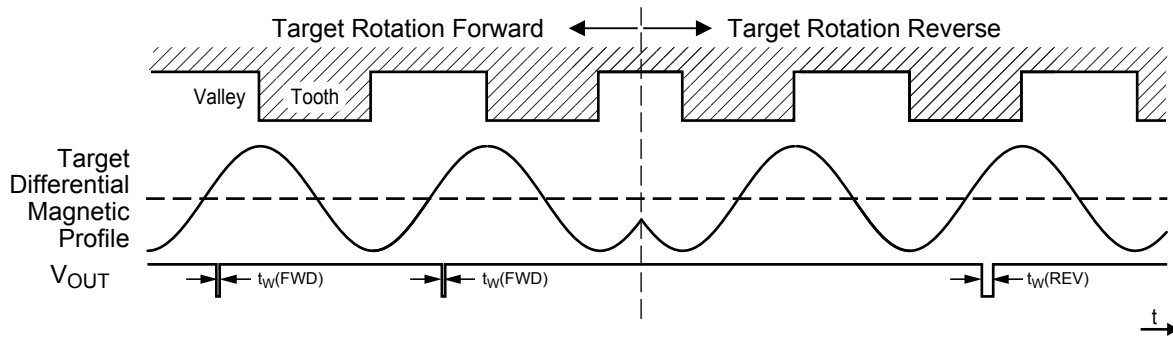 Target Rotation Forward
Target Rotation Reverse
Valley
Tooth
Target
Differential
Magnetic
Profile
VOUT
tW(FWD)
tW(FWD)
tW(REV)
t